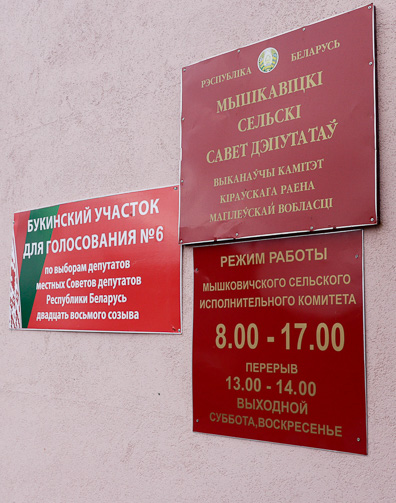 РЭСПУБЛІКА БЕЛАРУСЬ
МЫШКАВІЦКІ
СЕЛЬСКІ
САВЕТ ДЭПУТАТАЎ
ВЫКАНАЎЧЫ КАМІТЭТ
КІРАЎСКАГА РАЕНА
МАГІЛЕЎСКАЙ ВОБЛАСЦІ
БУКИНСКИЙ УЧАСТОК
ДЛЯ ГОЛОСОВАНИЯ №6
по выборам депутатов
местных Советов депутатов
Республики Беларусь
двадцать восьмого созыва
РЕЖИМ РАБОТЫ
МЫШКОВИЧСКОГО СЕЛЬСКОГО
ИСПОЛНИТЕЛЬНОГО КОМИТЕТА
8.00 - 17.00
ПЕРЕРЫВ
13.00 - 14.00
ВЫХОДНОЙ
СУББОТА,ВОСКРЕСЕНЬЕ